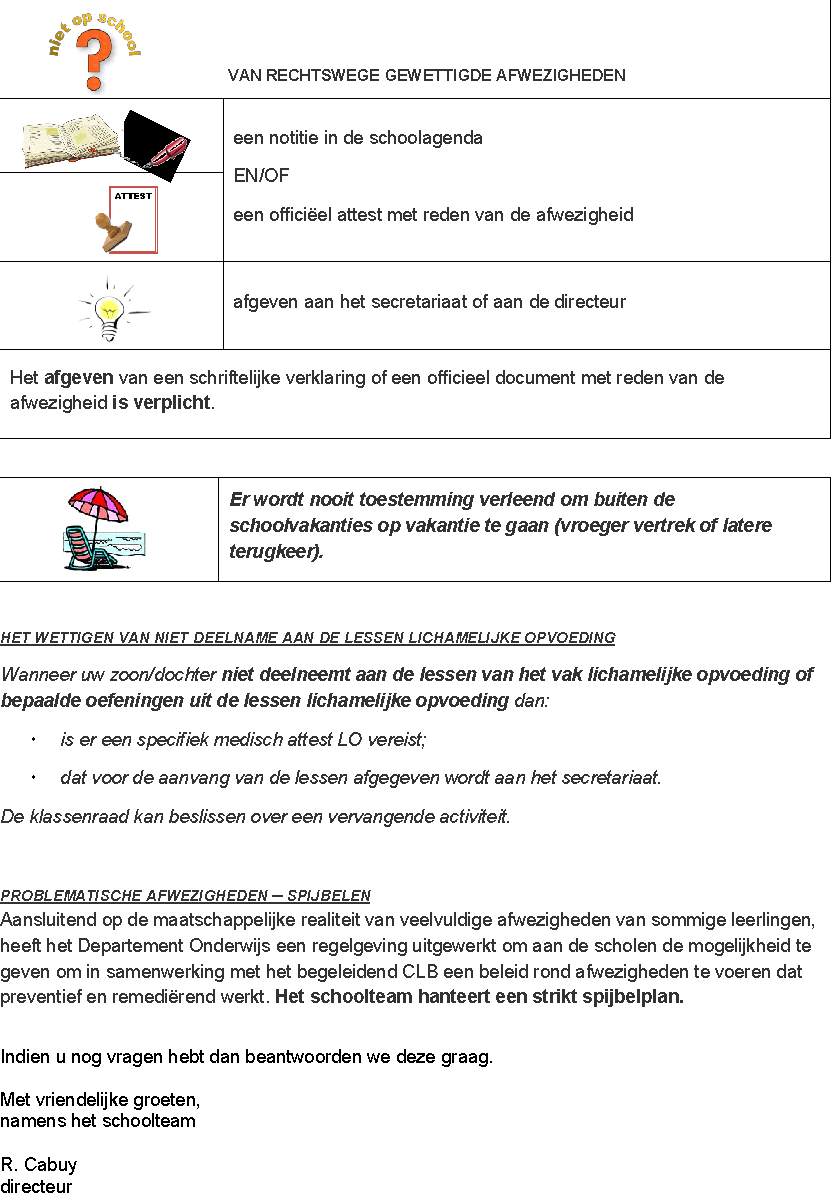 niet op school
VAN RECHTSWEGE GEWETTIGDE AFWEZIGHEDEN
een notitie in de schoolagenda
EN/OF
ATTEST
een officiëel attest met reden van de afwezigheid
afgeven aan het secretariaat of aan de directeur
Het afgeven van een schriftelijke verklaring of een officieel document met reden van de
afwezigheid is verplicht.
Er wordt nooit toestemming verleend om buiten de
schoolvakanties op vakantie te gaan (vroeger vertrek of latere
terugkeer).
HET WETTIGEN VAN NIET DEELNAME AAN DE LESSEN LICHAMELIJKE OPVOEDING
Wanneer uw zoon/dochter niet deelneemt aan de lessen van het vak lichamelijke opvoeding of
bepaalde oefeningen uit de lessen lichamelijke opvoeding dan:
· is er een specifiek medisch attest LO vereist;
· dat voor de aanvang van de lessen afgegeven wordt aan het secretariaat.
De klassenraad kan beslissen over een vervangende activiteit.
PROBLEMATISCHE AFWEZIGHEDEN – SPIJBELEN
Aansluitend op de maatschappelijke realiteit van veelvuldige afwezigheden van sommige leerlingen,
heeft het Departement Onderwijs een regelgeving uitgewerkt om aan de scholen de mogelijkheid te
geven om in samenwerking met het begeleidend CLB een beleid rond afwezigheden te voeren dat
preventief en remediërend werkt. Het schoolteam hanteert een strikt spijbelplan.
Indien u nog vragen hebt dan beantwoorden we deze graag.
Met vriendelijke groeten,
namens het schoolteam
R. Cabuy
directeur